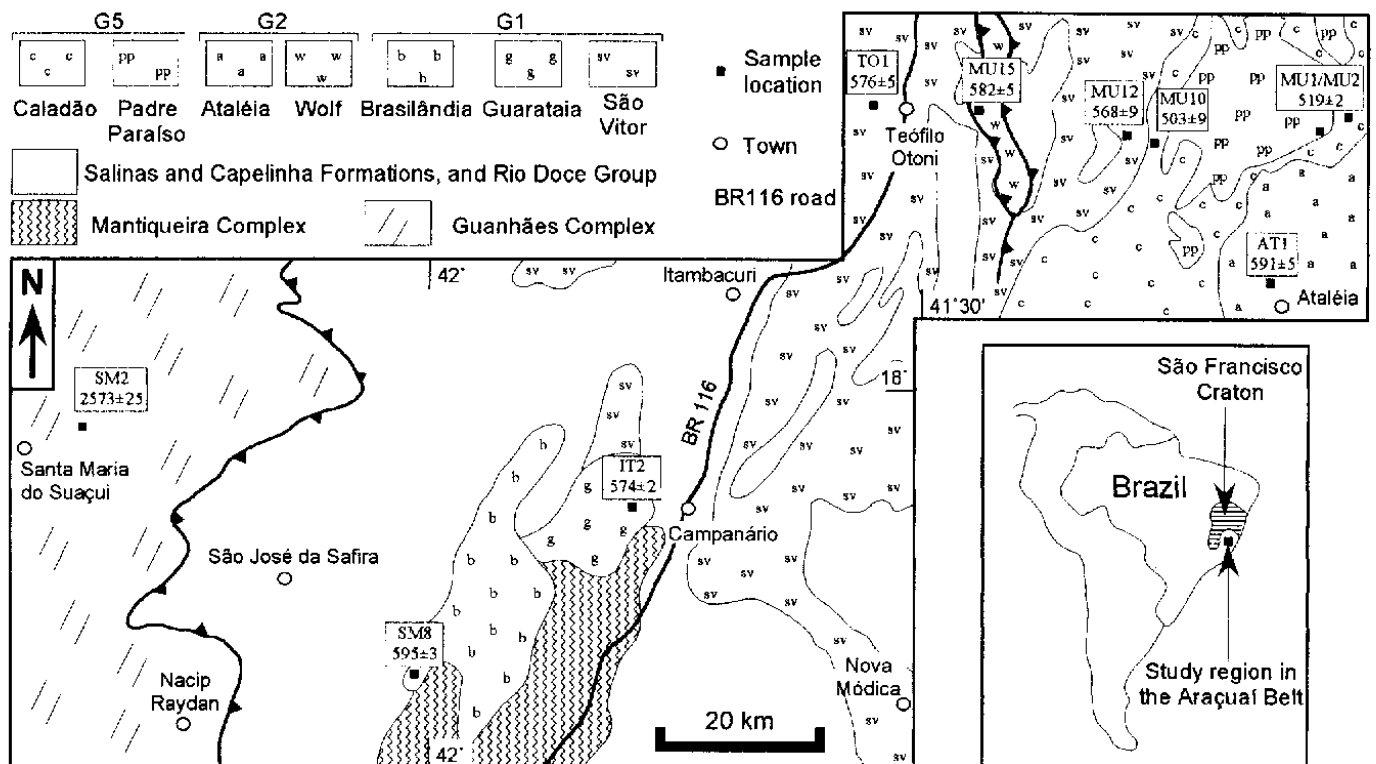 G5 G2 G1
c c c pp pp a a a w w w b b h g g g sv sv
Caladão Padre Paraíso Ataléia Wolf Brasilândia Guarataia São Vitor
Salinas and Capelinha Formations, and Rio Doce Group
Mantiqueira Complex Guanhães Complex
Sample location
Town
BR116 road
TO1
576±5
MU15
582±5
MU12
568±9
MU10
503±9
MU1/MU2
519±2
Teófilo
Otoni
AT1
591±5
Ataléia
41°30'
N
42°
Itambacuri
18°
SM2
2573±25
Santa Maria
do Suaçui
BR 116
IT2
574±2
Campanário
São José da Safira
SM8
595±3
Nacip
Raydan
42°
20 km
Nova
Módica
São Francisco
Craton
Brazil
Study region in
the Araçuaí Belt